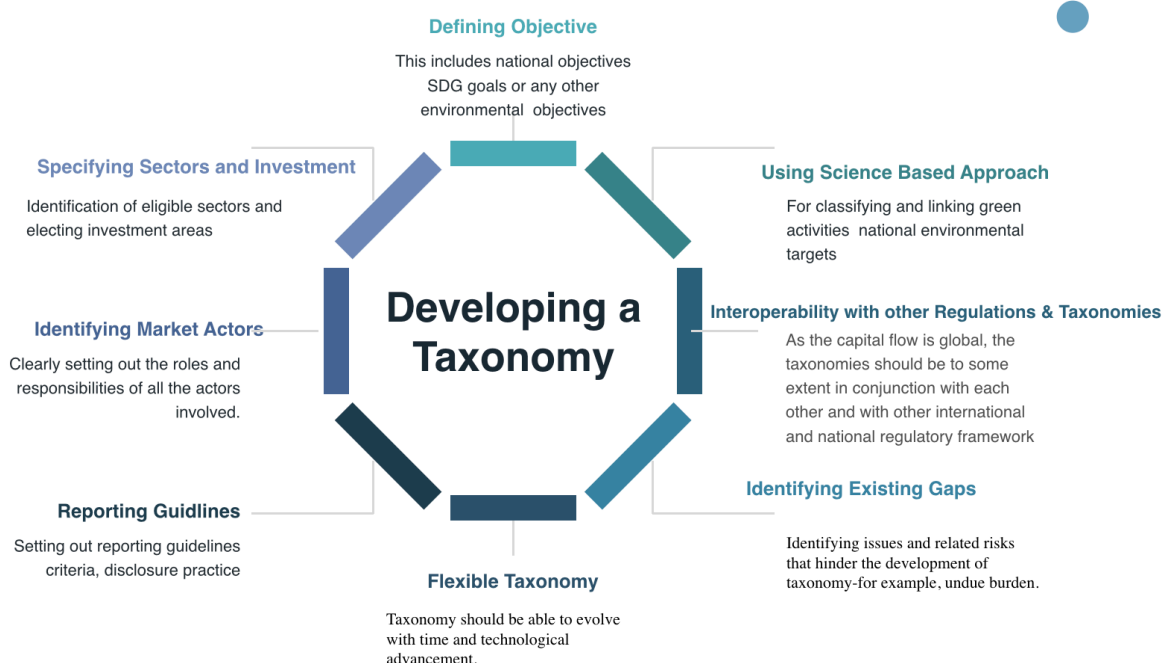 Defining Objective
This includes national objectives
SDG goals or any other
environmental objectives
Specifying Sectors and Investment
Identification of eligible sectors and
electing investment areas
Using Science Based Approach
For classifying and linking green
activities national environmental
targets
Developing a
Taxonomy
Identifying Market Actors
Clearly setting out the roles and
responsibilities of all the actors
involved.
Interoperability with other Regulations & Taxonomies
As the capital flow is global, the
taxonomies should be to some
extent in conjunction with each
other and with other international
and national regulatory framework
Reporting Guidlines
Setting out reporting guidelines
criteria, disclosure practice
Identifying Existing Gaps
Identifying issues and related risks
that hinder the development of
taxonomy-for example, undue burden.
Flexible Taxonomy
Taxonomy should be able to evolve
with time and technological
advancement.